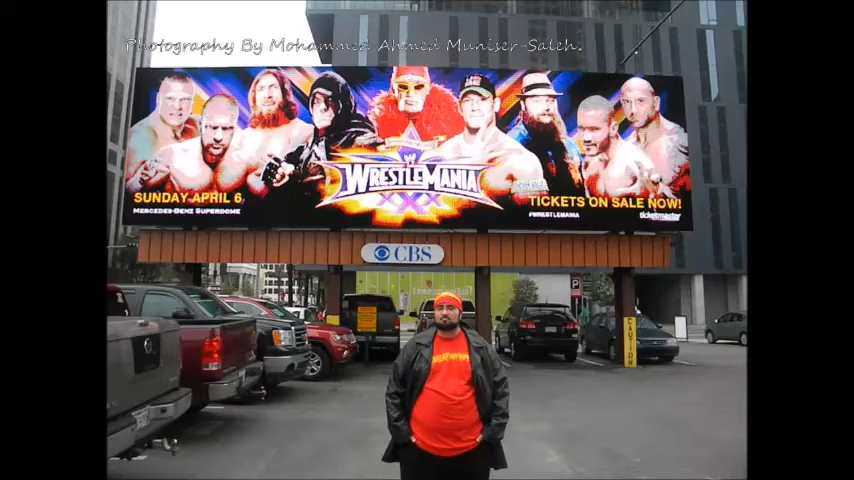 Photography By Mohammed Ahmed Muniser-Saleh.
W
WRESTLEMANIA
XXX
SUNDAY APRIL 6
MERCEDES-BENZ SUPERDOME
TICKETS ON SALE NOW!
#WRESTLEMANIA
ticketmaster
CBS
P
CAUTION